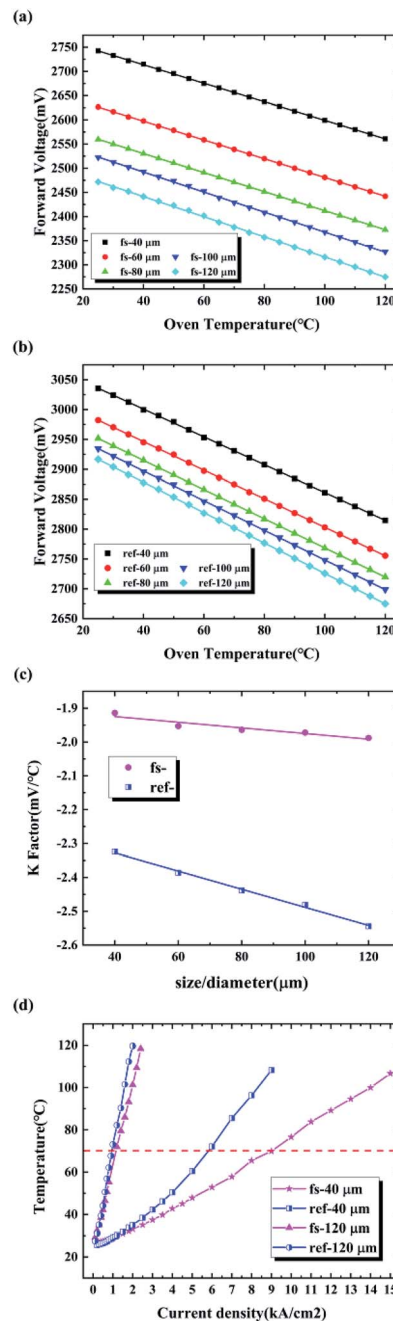 (a)
Forward Voltage(mV)
2750
2700
2650
2600
2550
2500
2450
2400
2350
2300
2250
fs-40 μm
fs-60 μm fs-100 μm
fs-80 μm fs-120 μm
20 40 60 80 100 120
Oven Temperature(℃)
(b)
Forward Voltage(mV)
3050
3000
2950
2900
2850
2800
2750
2700
2650
ref-40 μm
ref-60 μm ref-100 μm
ref-80 μm ref-120 μm
20 40 60 80 100 120
Oven Temperature(℃)
(c)
K Factor(mV/℃)
-1.9
-2.0
-2.1
-2.2
-2.3
-2.4
-2.5
-2.6
fs-
ref-
40 60 80 100 120
size/diameter(μm)
(d)
Temperature(℃)
120
100
80
60
40
20
fs-40 μm
ref-40 μm
fs-120 μm
ref-120 μm
0 1 2 3 4 5 6 7 8 9 10 11 12 13 14 15
Current density(kA/cm2)